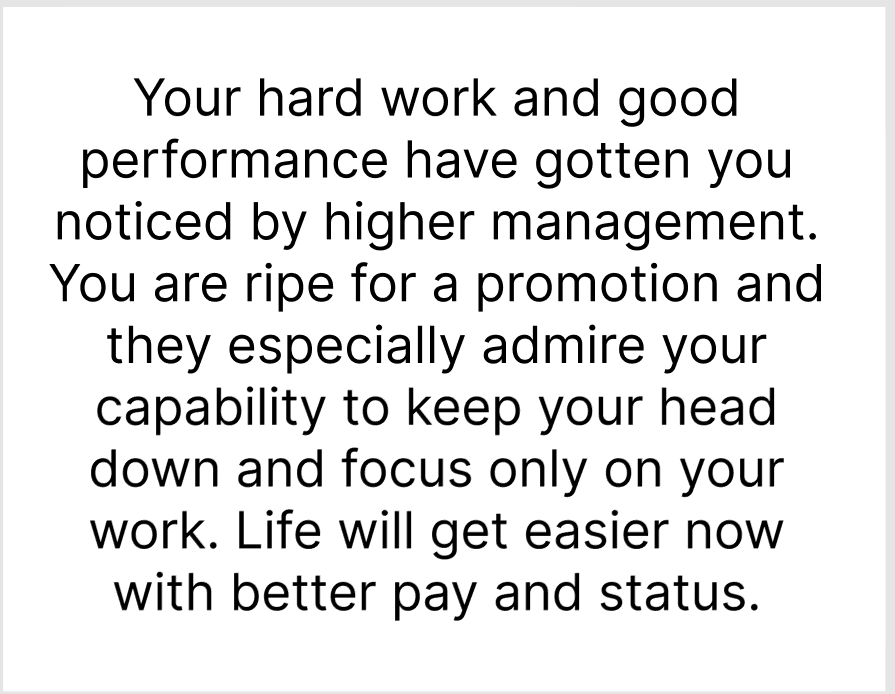 Your hard work and good
performance have gotten you
noticed by higher management.
You are ripe for a promotion and
they especially admire your
capability to keep your head
down and focus only on your
work. Life will get easier now
with better pay and status.